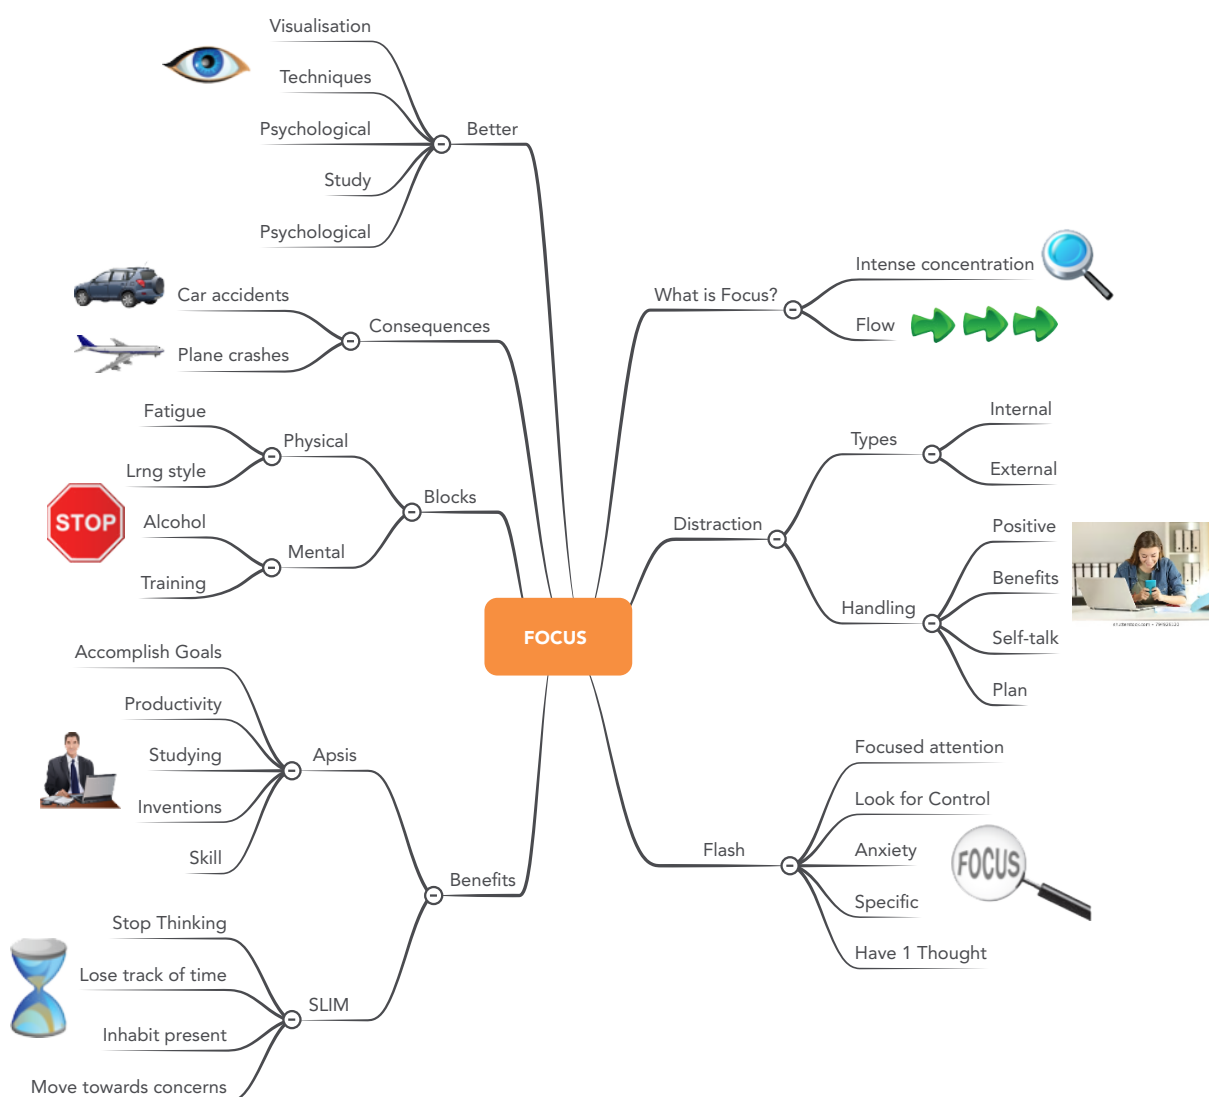 Visualisation
Techniques
Psychological
Study
Psychological
Better
Car accidents
Plane crashes
Consequences
Fatigue
Lrng style
Physical
STOP
Alcohol
Training
Mental
Blocks
FOCUS
Accomplish Goals
Productivity
Studying
Inventions
Skill
Apsis
Stop Thinking
Lose track of time
Inhabit present
Move towards concerns
SLIM
Benefits
What is Focus?
Intense concentration
Flow
Distraction
Types
Internal
External
Handling
Positive
Benefits
Self-talk
Plan
Flash
Focused attention
Look for Control
Anxiety
Specific
Have 1 Thought
FOCUS